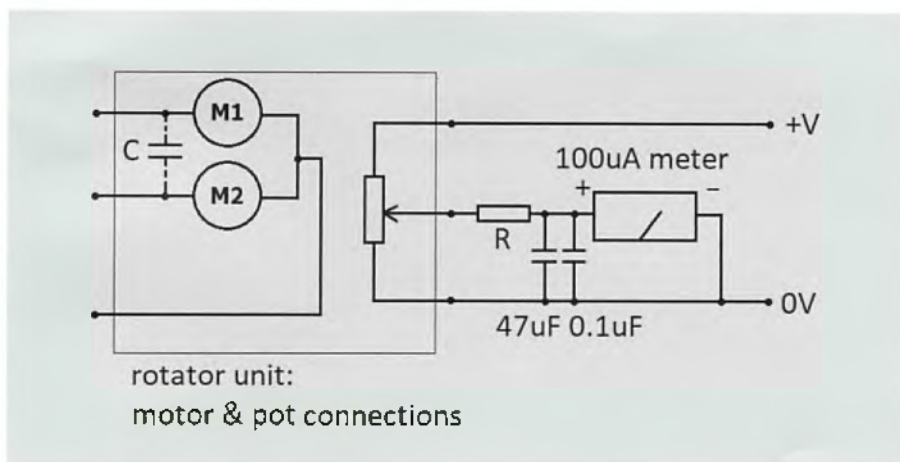 M1
C
M2
+V
100uA meter
+ −
R
0V
47uF 0.1uF
rotator unit:
motor & pot connections